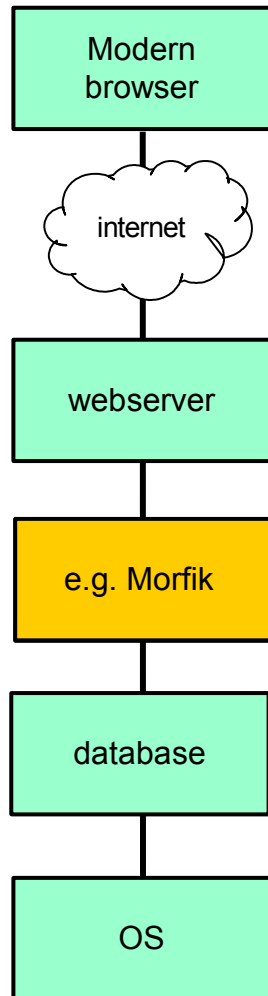 Modern
browser
internet
webserver
e.g. Morfik
database
OS